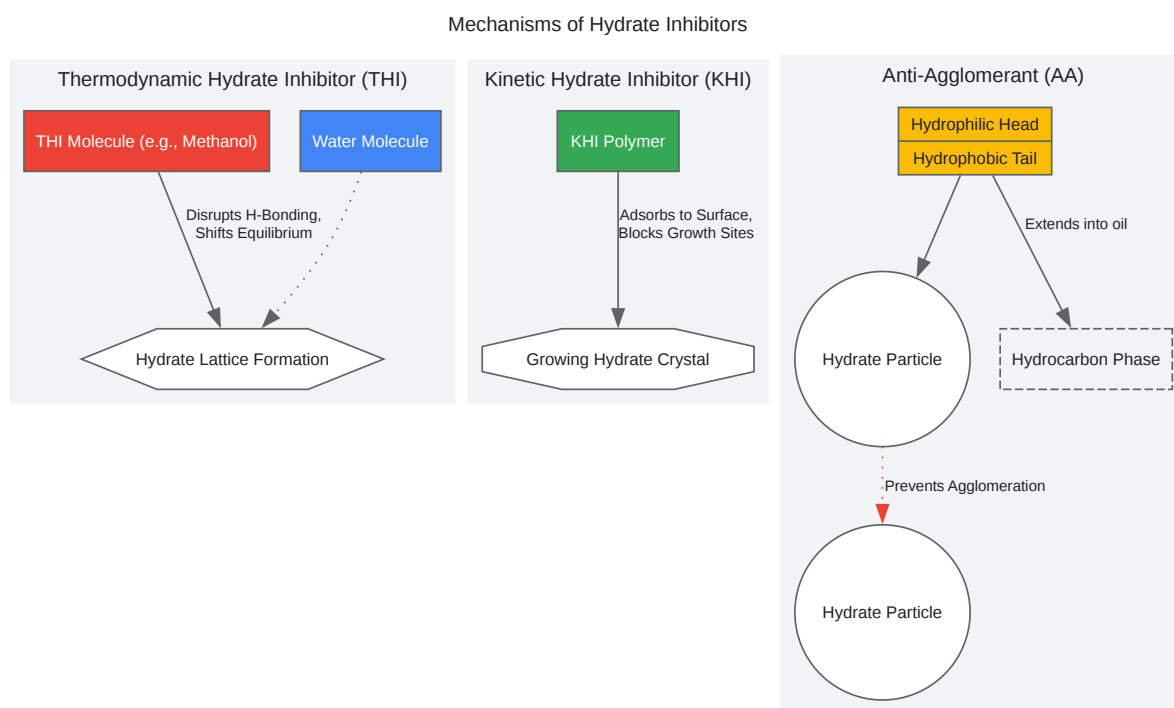 Mechanisms of Hydrate Inhibitors
Thermodynamic Hydrate Inhibitor (THI)
THI Molecule (e.g., Methanol)
Water Molecule
Disrupts H-Bonding,
Shifts Equilibrium
Hydrate Lattice Formation
Kinetic Hydrate Inhibitor (KHI)
KHI Polymer
Adsorbs to Surface,
Blocks Growth Sites
Growing Hydrate Crystal
Anti-Agglomerant (AA)
Hydrophilic Head
Hydrophobic Tail
Extends into oil
Hydrate Particle
Hydrocarbon Phase
Prevents Agglomeration
Hydrate Particle